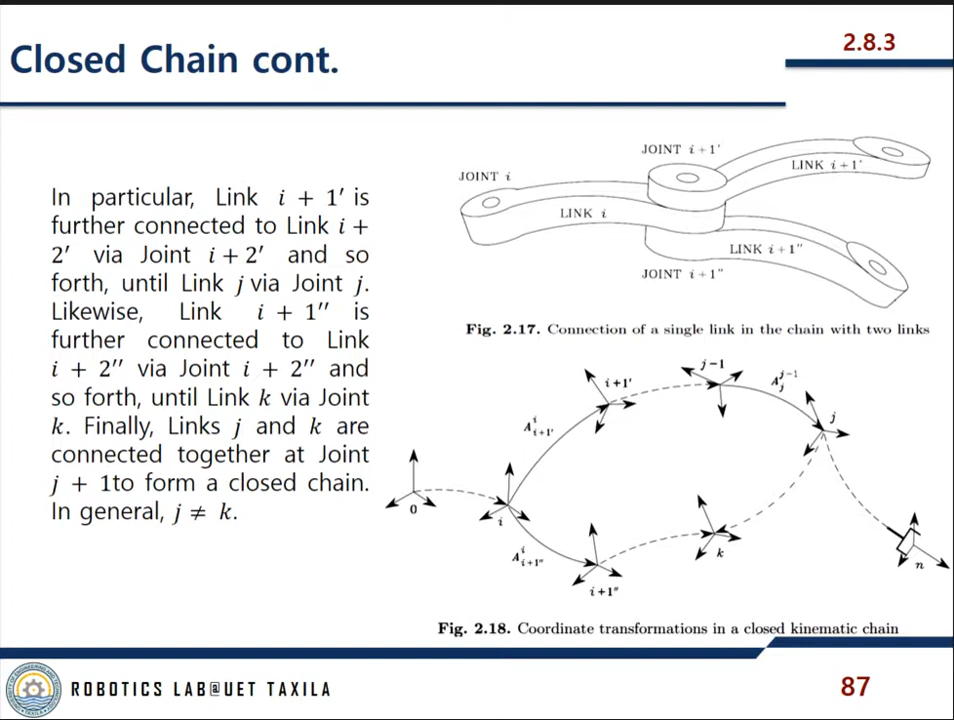 2.8.3
Closed Chain cont.
In particular, Link i + 1′ is
further connected to Link i +
2′ via Joint i + 2′ and so
forth, until Link j via Joint j.
Likewise, Link i + 1″ is
further connected to Link
i + 2″ via Joint i + 2″ and
so forth, until Link k via Joint
k. Finally, Links j and k are
connected together at Joint
j + 1to form a closed chain.
In general, j ≠ k.
JOINT i+1′
JOINT i
LINK i+1′
LINK i
LINK i+1″
JOINT i+1″
Fig. 2.17. Connection of a single link in the chain with two links
j−1
i+1′
A^{j−1}_j
j
A^i_{i+1′}
0
i
A^i_{i+1″}
k
n
i+1″
Fig. 2.18. Coordinate transformations in a closed kinematic chain
ROBOTICS LAB@UET TAXILA
87